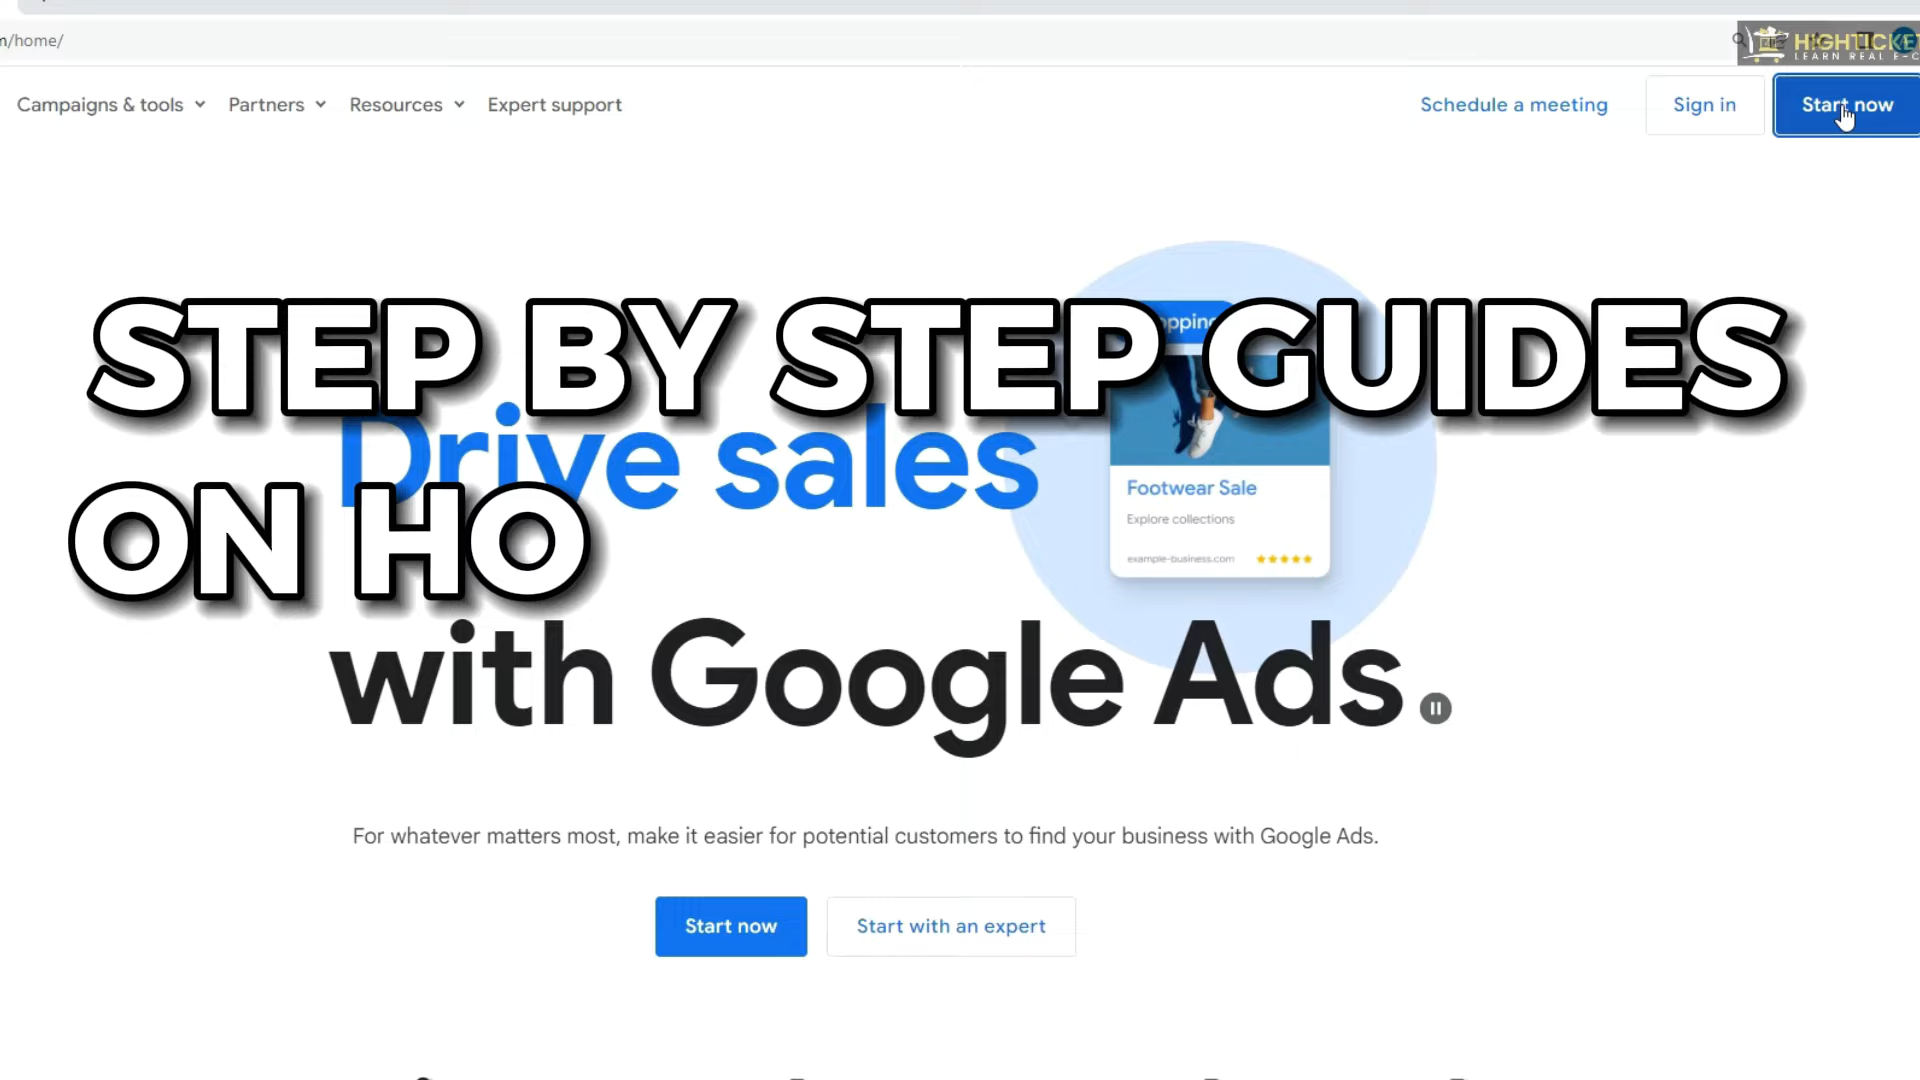 /home/
HIGHTICKET
LEARN REAL E-C
Campaigns & tools Partners Resources Expert support Schedule a meeting Sign in Start now
STEP BY STEP GUIDES
Drive sales
ON HO
Footwear Sale
Explore collections
example-business.com
with Google Ads.
For whatever matters most, make it easier for potential customers to find your business with Google Ads.
Start now Start with an expert